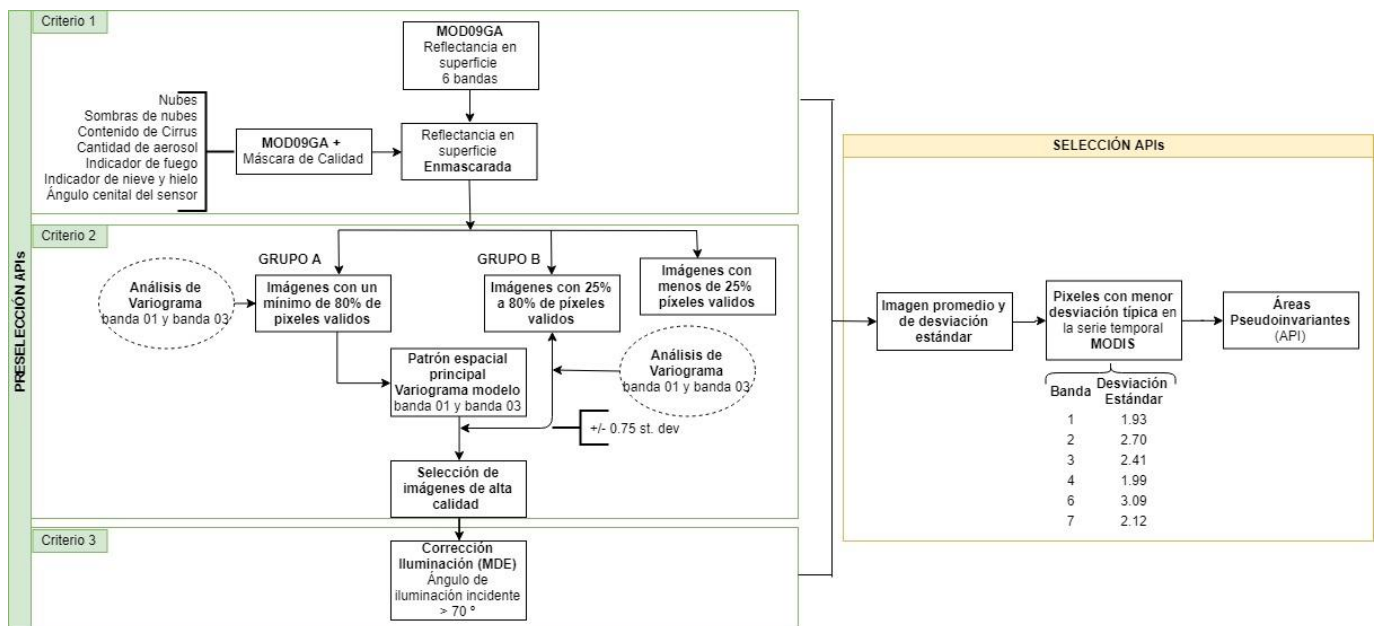 PRESELECCIÓN APIs
Criterio 1
MOD09GA
Reflectancia en
superficie
6 bandas
Nubes
Sombras de nubes
Contenido de Cirrus
Cantidad de aerosol
Indicador de fuego
Indicador de nieve y hielo
Ángulo cenital del sensor
MOD09GA +
Máscara de Calidad
Reflectancia en
superficie
Enmascarada
Criterio 2
GRUPO A
Análisis de
Variograma
banda 01 y banda 03
Imágenes con un
mínimo de 80% de
pixeles validos
GRUPO B
Imágenes con 25%
a 80% de píxeles
validos
Imágenes con
menos de 25%
píxeles validos
Patrón espacial
principal
Variograma modelo
banda 01 y banda 03
Análisis de
Variograma
banda 01 y banda 03
+/- 0.75 st. dev
Selección de
imágenes de alta
calidad
Criterio 3
Corrección
Iluminación (MDE)
Ángulo de
iluminación incidente
> 70 º
SELECCIÓN APIs
Imagen promedio y
de desviación
estándar
Pixeles con menor
desviación típica en
la serie temporal
MODIS
Áreas
Pseudoinvariantes
(API)
Banda Desviación
Estándar
1 1.93
2 2.70
3 2.41
4 1.99
6 3.09
7 2.12